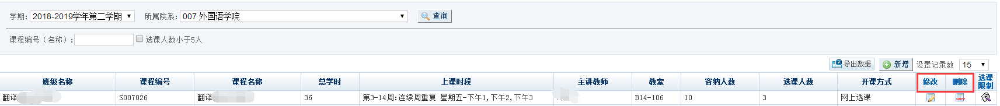 学期: 2018-2019学年第二学期 所属院系: 007 外国语学院 查询
课程编号（名称）: 选课人数小于5人
导出数据 新增 设置记录数 15
班级名称 课程编号 课程名称 总学时 上课时段 主讲教师 教室 容纳人数 选课人数 开课方式 修改 删除 选课限制
翻译 S007026 翻译 36 第3-14周:连续周重复 星期五-下午1,下午2,下午3 B14-106 10 3 网上选课